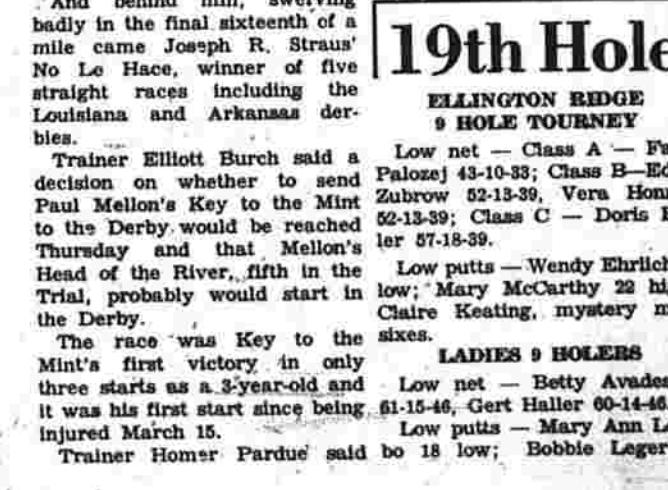 And behind him, swerving
badly in the final sixteenth of a
mile came Joseph R. Straus'
No Le Hace, winner of five
straight races including the
Louisiana and Arkansas der-
bies.
Trainer Elliott Burch said a
decision on whether to send
Paul Mellon's Key to the Mint
to the Derby would be reached
Thursday and that Mellon's
Head of the River, fifth in the
Trial, probably would start in
the Derby.
The race was Key to the
Mint's first victory in only
three starts as a 3-year-old and
it was his first start since being
injured March 15.
Trainer Homer Pardue said
19th Hole
ELLINGTON RIDGE
9 HOLE TOURNEY
Low net — Class A —
Palozej 43-10-33; Class B—Ed
Zubrow 52-13-39, Vera
52-13-39; Class C — Doris
ler 57-18-39.
Low putts — Wendy Ehrlich
low; Mary McCarthy 22
Claire Keating, mystery
sixes.
LADIES 9 HOLERS
Low net — Betty Avades
61-15-46, Gert Haller 60-14-46
Low putts — Mary Ann
bo 18 low; Bobbie Leger